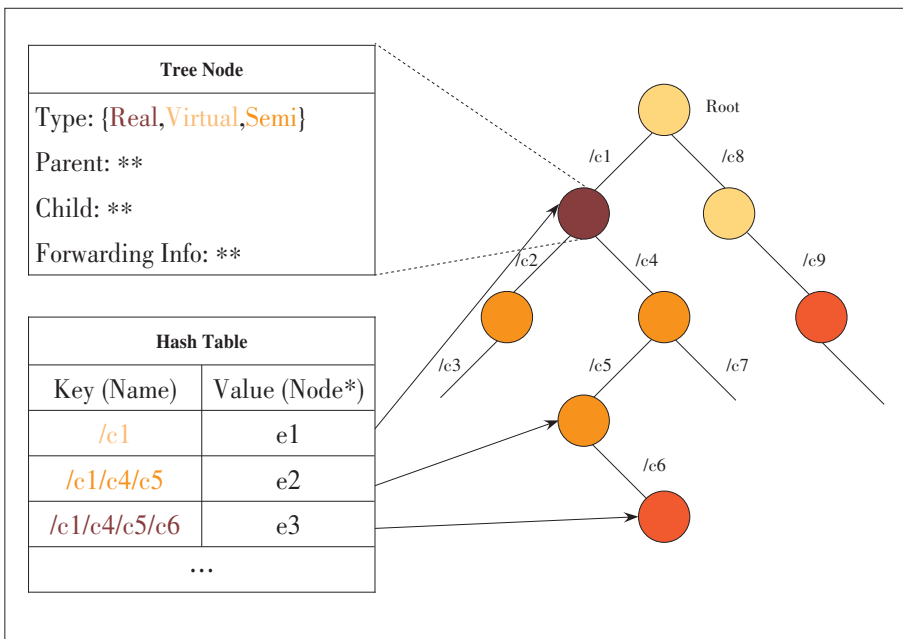 Tree Node
Type: {Real,Virtual,Semi}
Parent: **
Child: **
Forwarding Info: **
Hash Table
Key (Name) Value (Node*)
/c1 e1
/c1/c4/c5 e2
/c1/c4/c5/c6 e3
...
Root
/c1 /c8
/c2 /c4 /c9
/c3 /c5 /c7
/c6